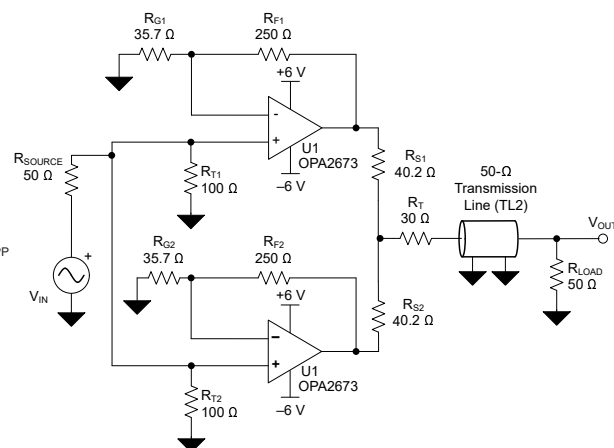 RG1
35.7 Ω
RF1
250 Ω
+6 V
-
+
U1
OPA2673
–6 V
RSOURCE
50 Ω
RT1
100 Ω
RS1
40.2 Ω
50-Ω
Transmission
Line (TL2)
RT
30 Ω
VOUT
RLOAD
50 Ω
PP
+
VIN
RG2
35.7 Ω
RF2
250 Ω
+6 V
–
+
U1
OPA2673
–6 V
RS2
40.2 Ω
RT2
100 Ω